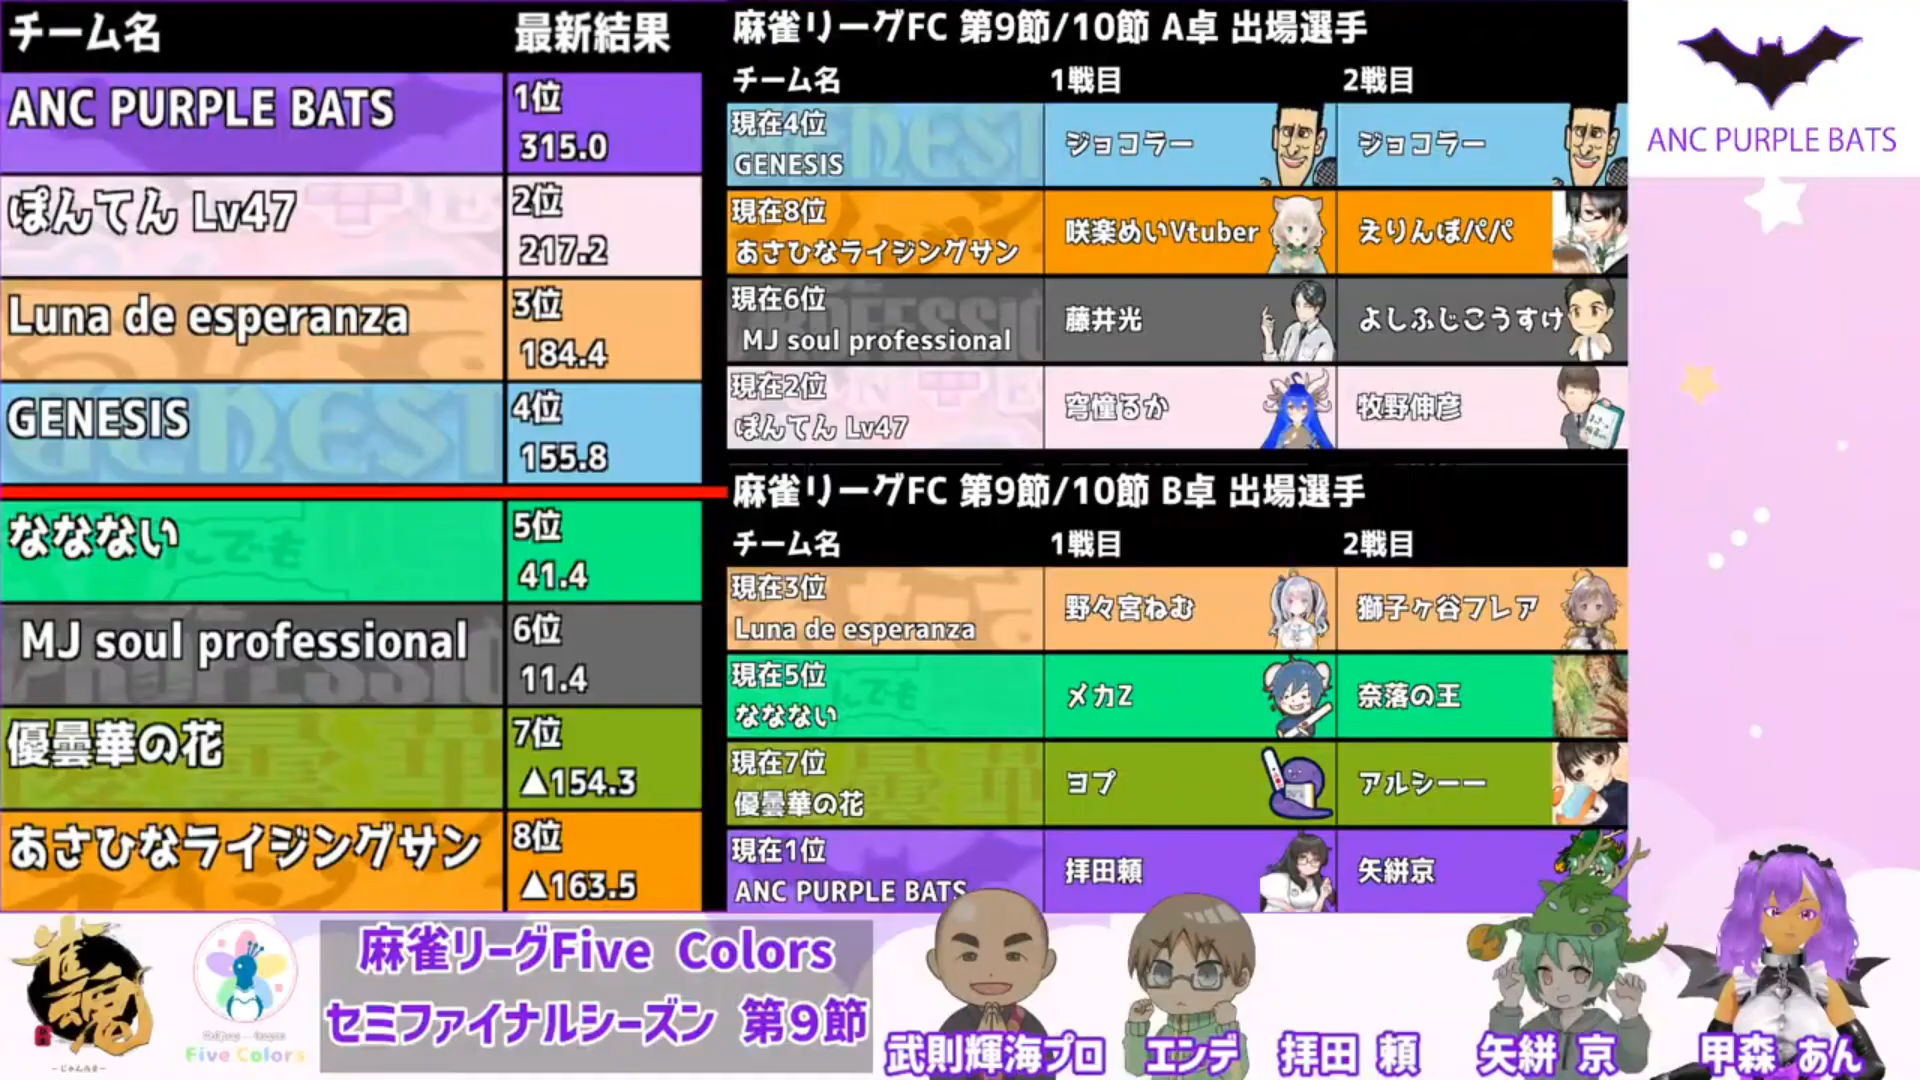 チーム名 最新結果
ANC PURPLE BATS 1位 315.0
ぽんてん Lv47 2位 217.2
Luna de esperanza 3位 184.4
GENESIS 4位 155.8
なななない 5位 41.4
MJ soul professional 6位 11.4
優曇華の花 7位 ▲154.3
あさひなライジングサン 8位 ▲163.5
麻雀リーグFC 第9節/10節 A卓 出場選手
チーム名 1戦目 2戦目
現在4位
GENESIS ジョコラー ジョコラー
現在8位
あさひなライジングサン 咲楽めいVtuber えりんぼパパ
現在6位
MJ soul professional 藤井光 よしふじこうすけ
現在2位
ぽんてん Lv47 穹憧るか 牧野伸彦
麻雀リーグFC 第9節/10節 B卓 出場選手
チーム名 1戦目 2戦目
現在3位
Luna de esperanza 野々宮ねむ 獅子ヶ谷フレア
現在5位
なななない メカZ 奈落の王
現在7位
優曇華の花 ヨプ アルシーー
現在1位
ANC PURPLE BATS 拝田頼 矢絣京
ANC PURPLE BATS
雀魂
ーじゃんたまー
Five Colors
麻雀リーグFive Colors
セミファイナルシーズン 第9節
武則輝海プロ エンデ 拝田 頼 矢絣 京 甲森 あん